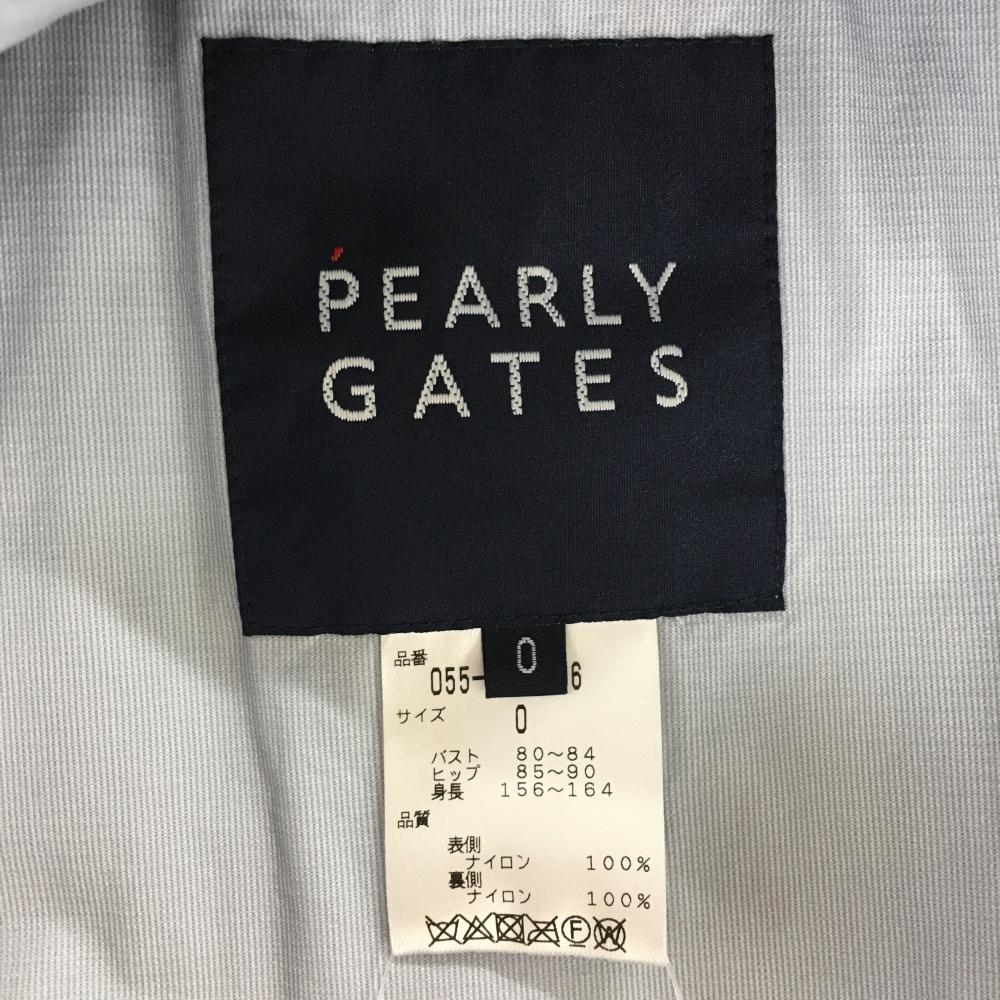 PEARLY
GATES
0
品番
055- 6
サイズ 0
バスト 80～84
ヒップ 85～90
身長 156～164
品質
表側
ナイロン 100%
裏側
ナイロン 100%
F W